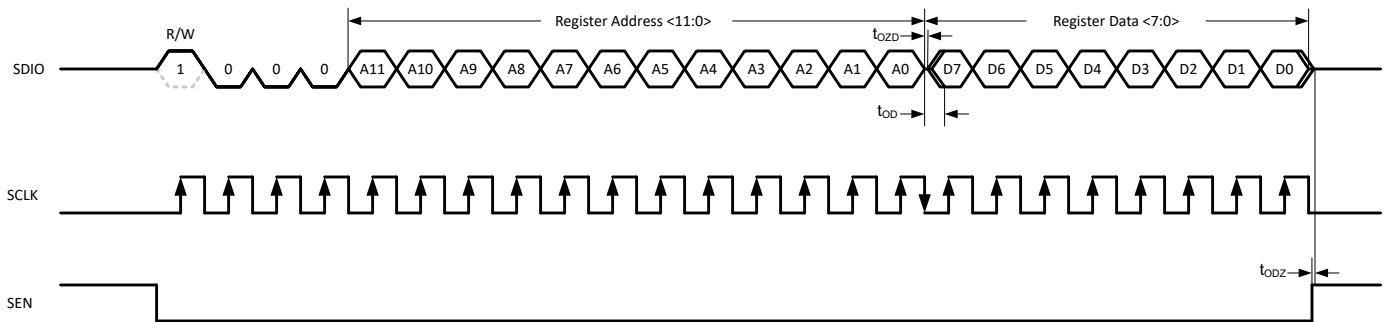 Register Address <11:0>
Register Data <7:0>
R/W
tOZD
SDIO
1 0 0 0 A11 A10 A9 A8 A7 A6 A5 A4 A3 A2 A1 A0 D7 D6 D5 D4 D3 D2 D1 D0
tOD
SCLK
tODZ
SEN